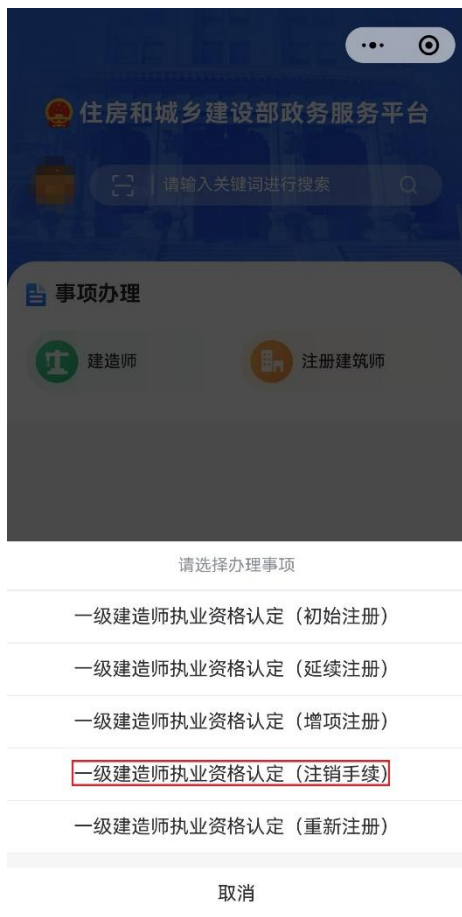 住房和城乡建设部政务服务平台
请输入关键词进行搜索
事项办理
建造师
注册建筑师
请选择办理事项
一级建造师执业资格认定（初始注册）
一级建造师执业资格认定（延续注册）
一级建造师执业资格认定（增项注册）
一级建造师执业资格认定（注销手续）
一级建造师执业资格认定（重新注册）
取消